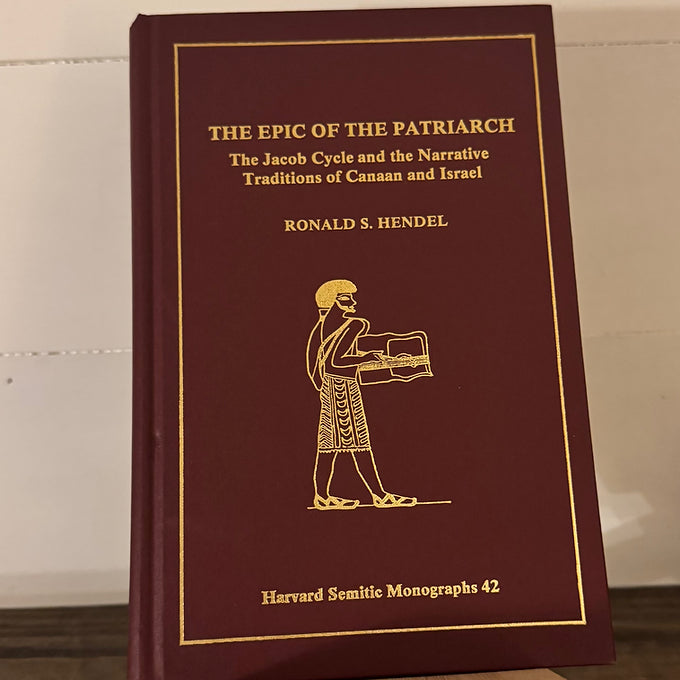 THE EPIC OF THE PATRIARCH
The Jacob Cycle and the Narrative
Traditions of Canaan and Israel
RONALD S. HENDEL
Harvard Semitic Monographs 42